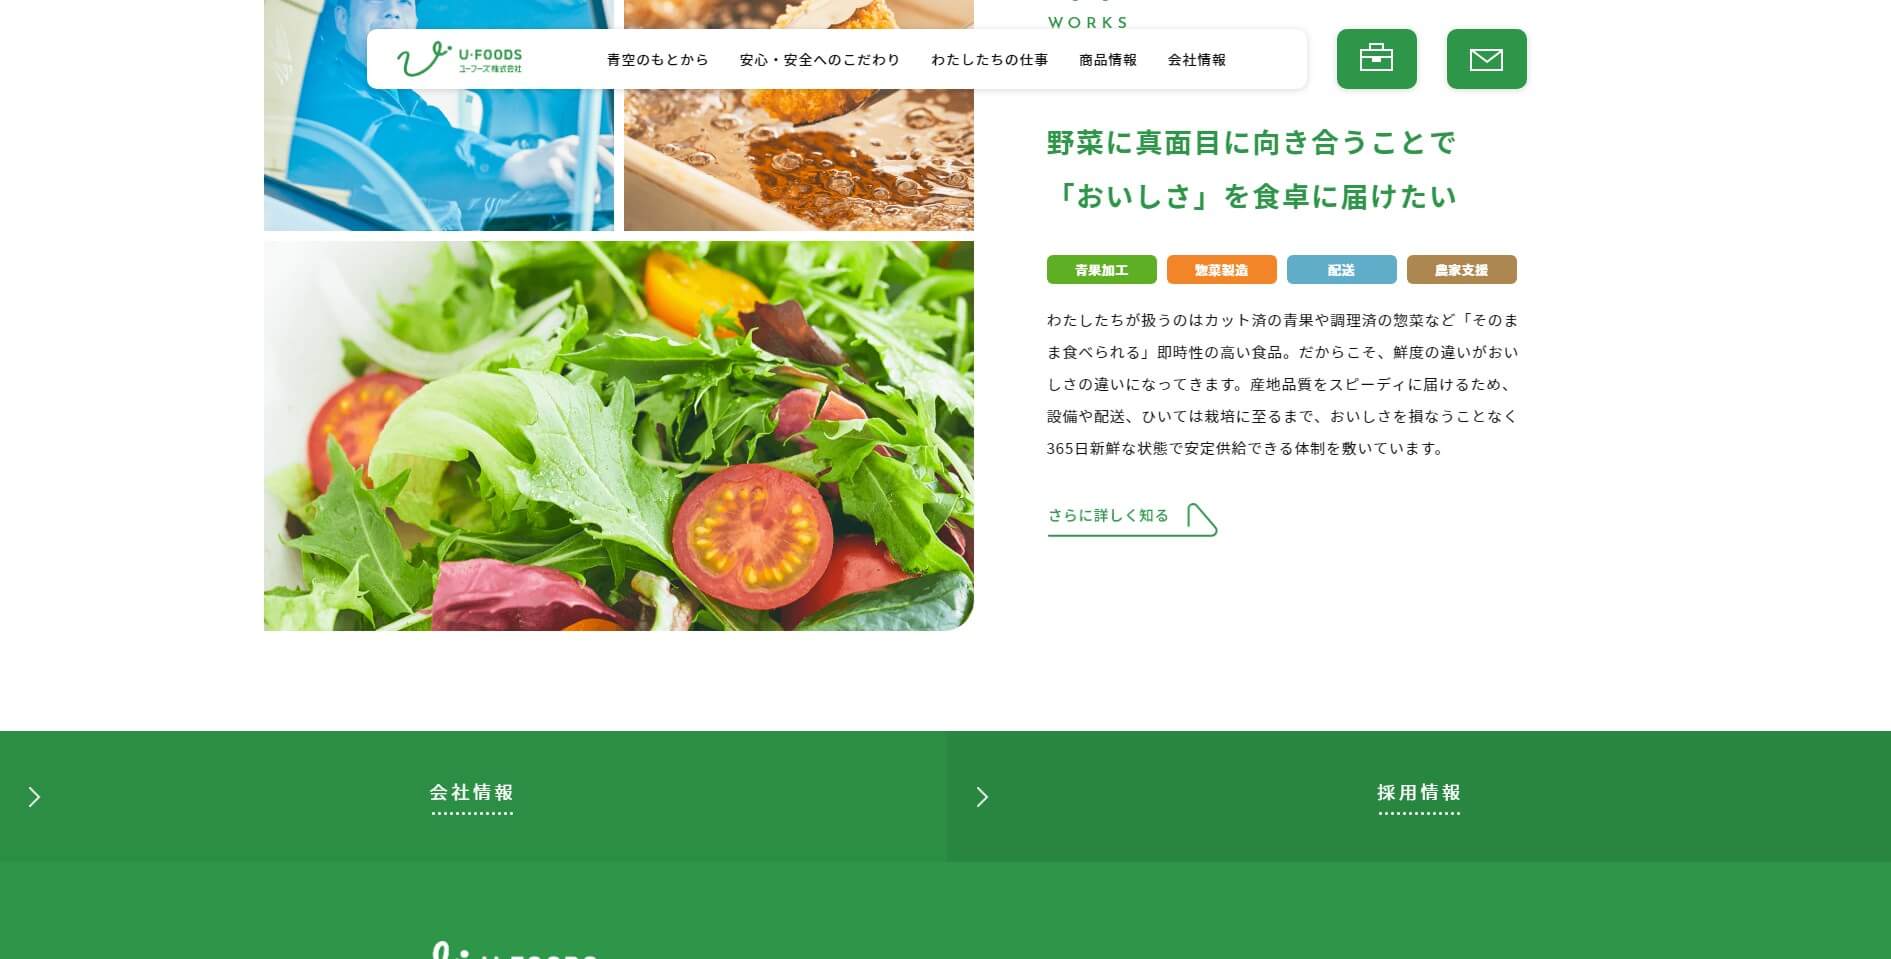 WORKS
U・FOODS
ユーフーズ株式会社
青空のもとから
安心・安全へのこだわり
わたしたちの仕事
商品情報
会社情報
野菜に真面目に向き合うことで
「おいしさ」を食卓に届けたい
青果加工
惣菜製造
配送
農家支援
わたしたちが扱うのはカット済の青果や調理済の惣菜など「そのま
ま食べられる」即時性の高い食品。だからこそ、鮮度の違いがおい
しさの違いになってきます。産地品質をスピーディに届けるため、
設備や配送、ひいては栽培に至るまで、おいしさを損なうことなく
365日新鮮な状態で安定供給できる体制を敷いています。
さらに詳しく知る
会社情報
採用情報